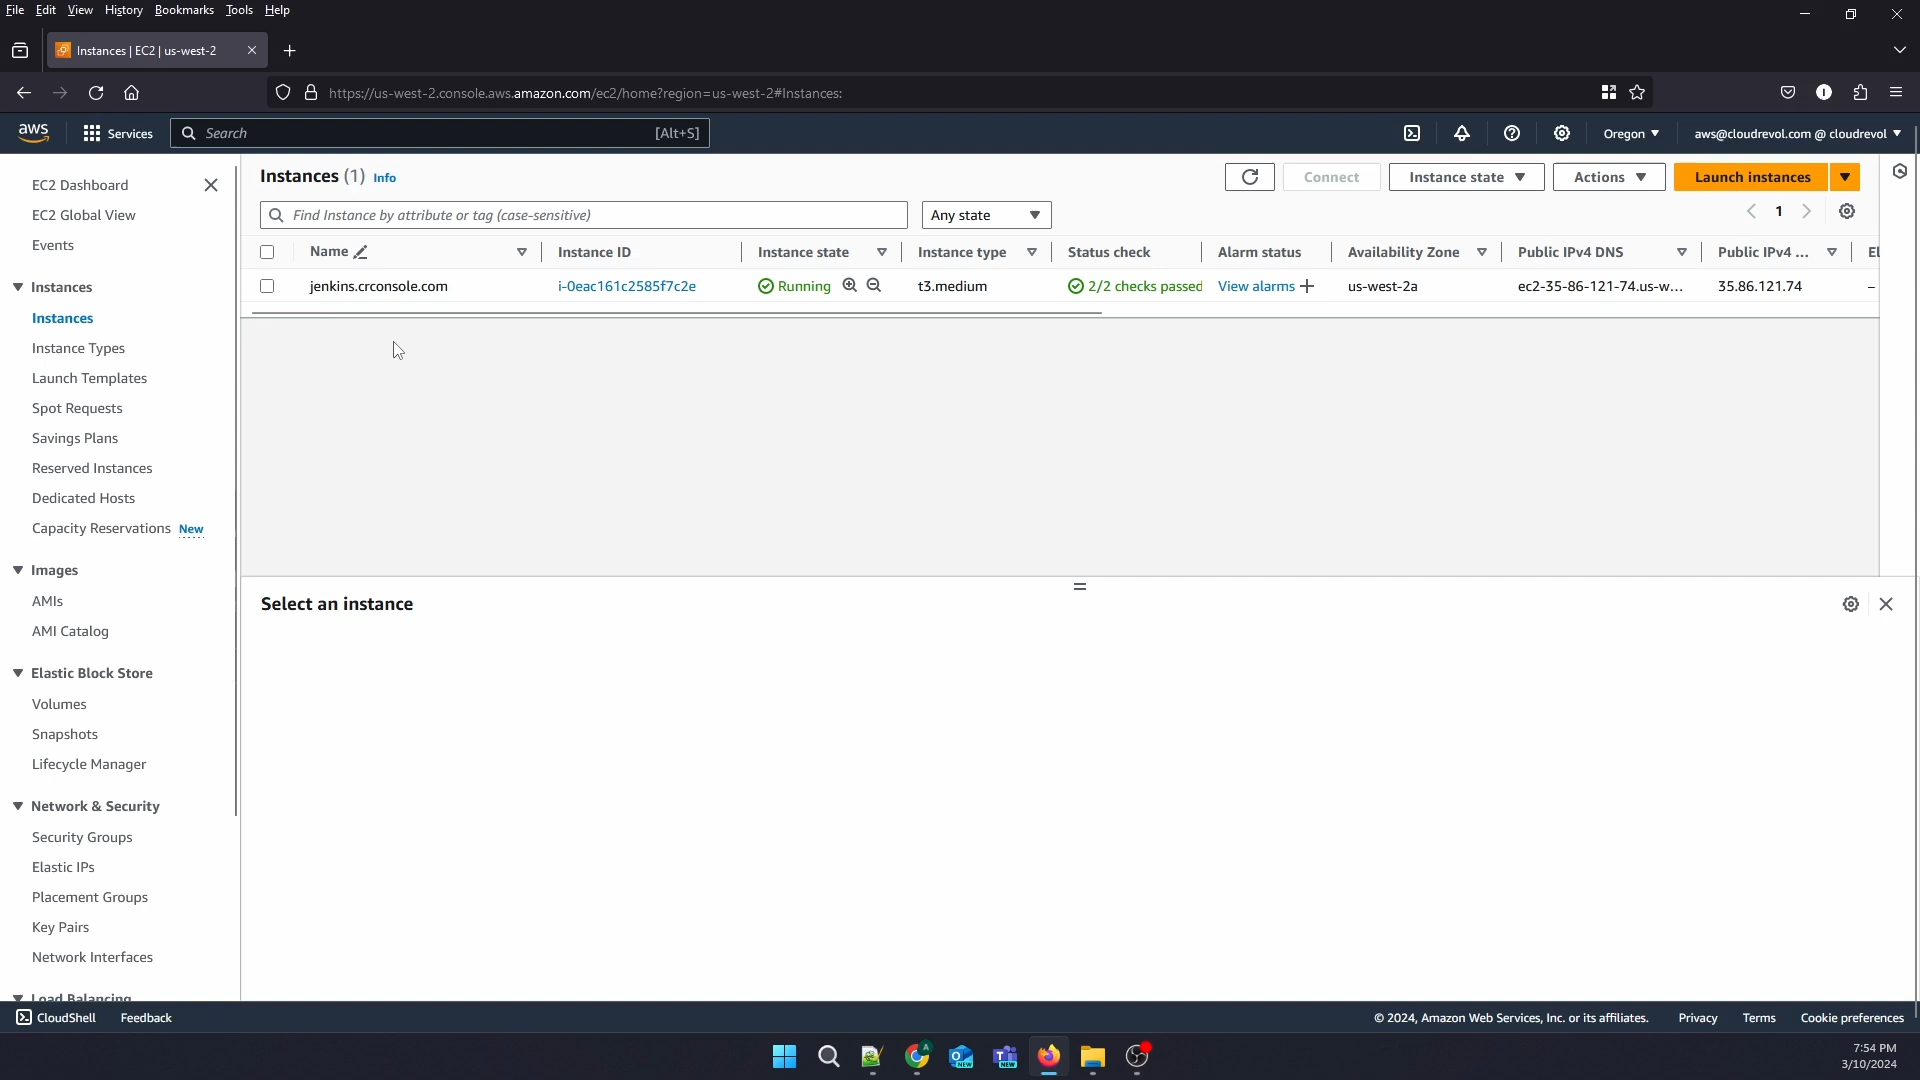 File Edit View History Bookmarks Tools Help
Instances | EC2 | us-west-2
https://us-west-2.console.aws.amazon.com/ec2/home?region=us-west-2#Instances:
aws Services Search [Alt+S] Oregon aws@cloudrevol.com @ cloudrevol
EC2 Dashboard
EC2 Global View
Events
Instances
Instances
Instance Types
Launch Templates
Spot Requests
Savings Plans
Reserved Instances
Dedicated Hosts
Capacity Reservations New
Images
AMIs
AMI Catalog
Elastic Block Store
Volumes
Snapshots
Lifecycle Manager
Network & Security
Security Groups
Elastic IPs
Placement Groups
Key Pairs
Network Interfaces
Load Balancing
Instances (1) Info Connect Instance state Actions Launch instances
Find Instance by attribute or tag (case-sensitive) Any state 1
Name Instance ID Instance state Instance type Status check Alarm status Availability Zone Public IPv4 DNS Public IPv4 ... El
jenkins.crconsole.com i-0eac161c2585f7c2e Running t3.medium 2/2 checks passed View alarms + us-west-2a ec2-35-86-121-74.us-w... 35.86.121.74 –
Select an instance
CloudShell Feedback © 2024, Amazon Web Services, Inc. or its affiliates. Privacy Terms Cookie preferences
7:54 PM
3/10/2024